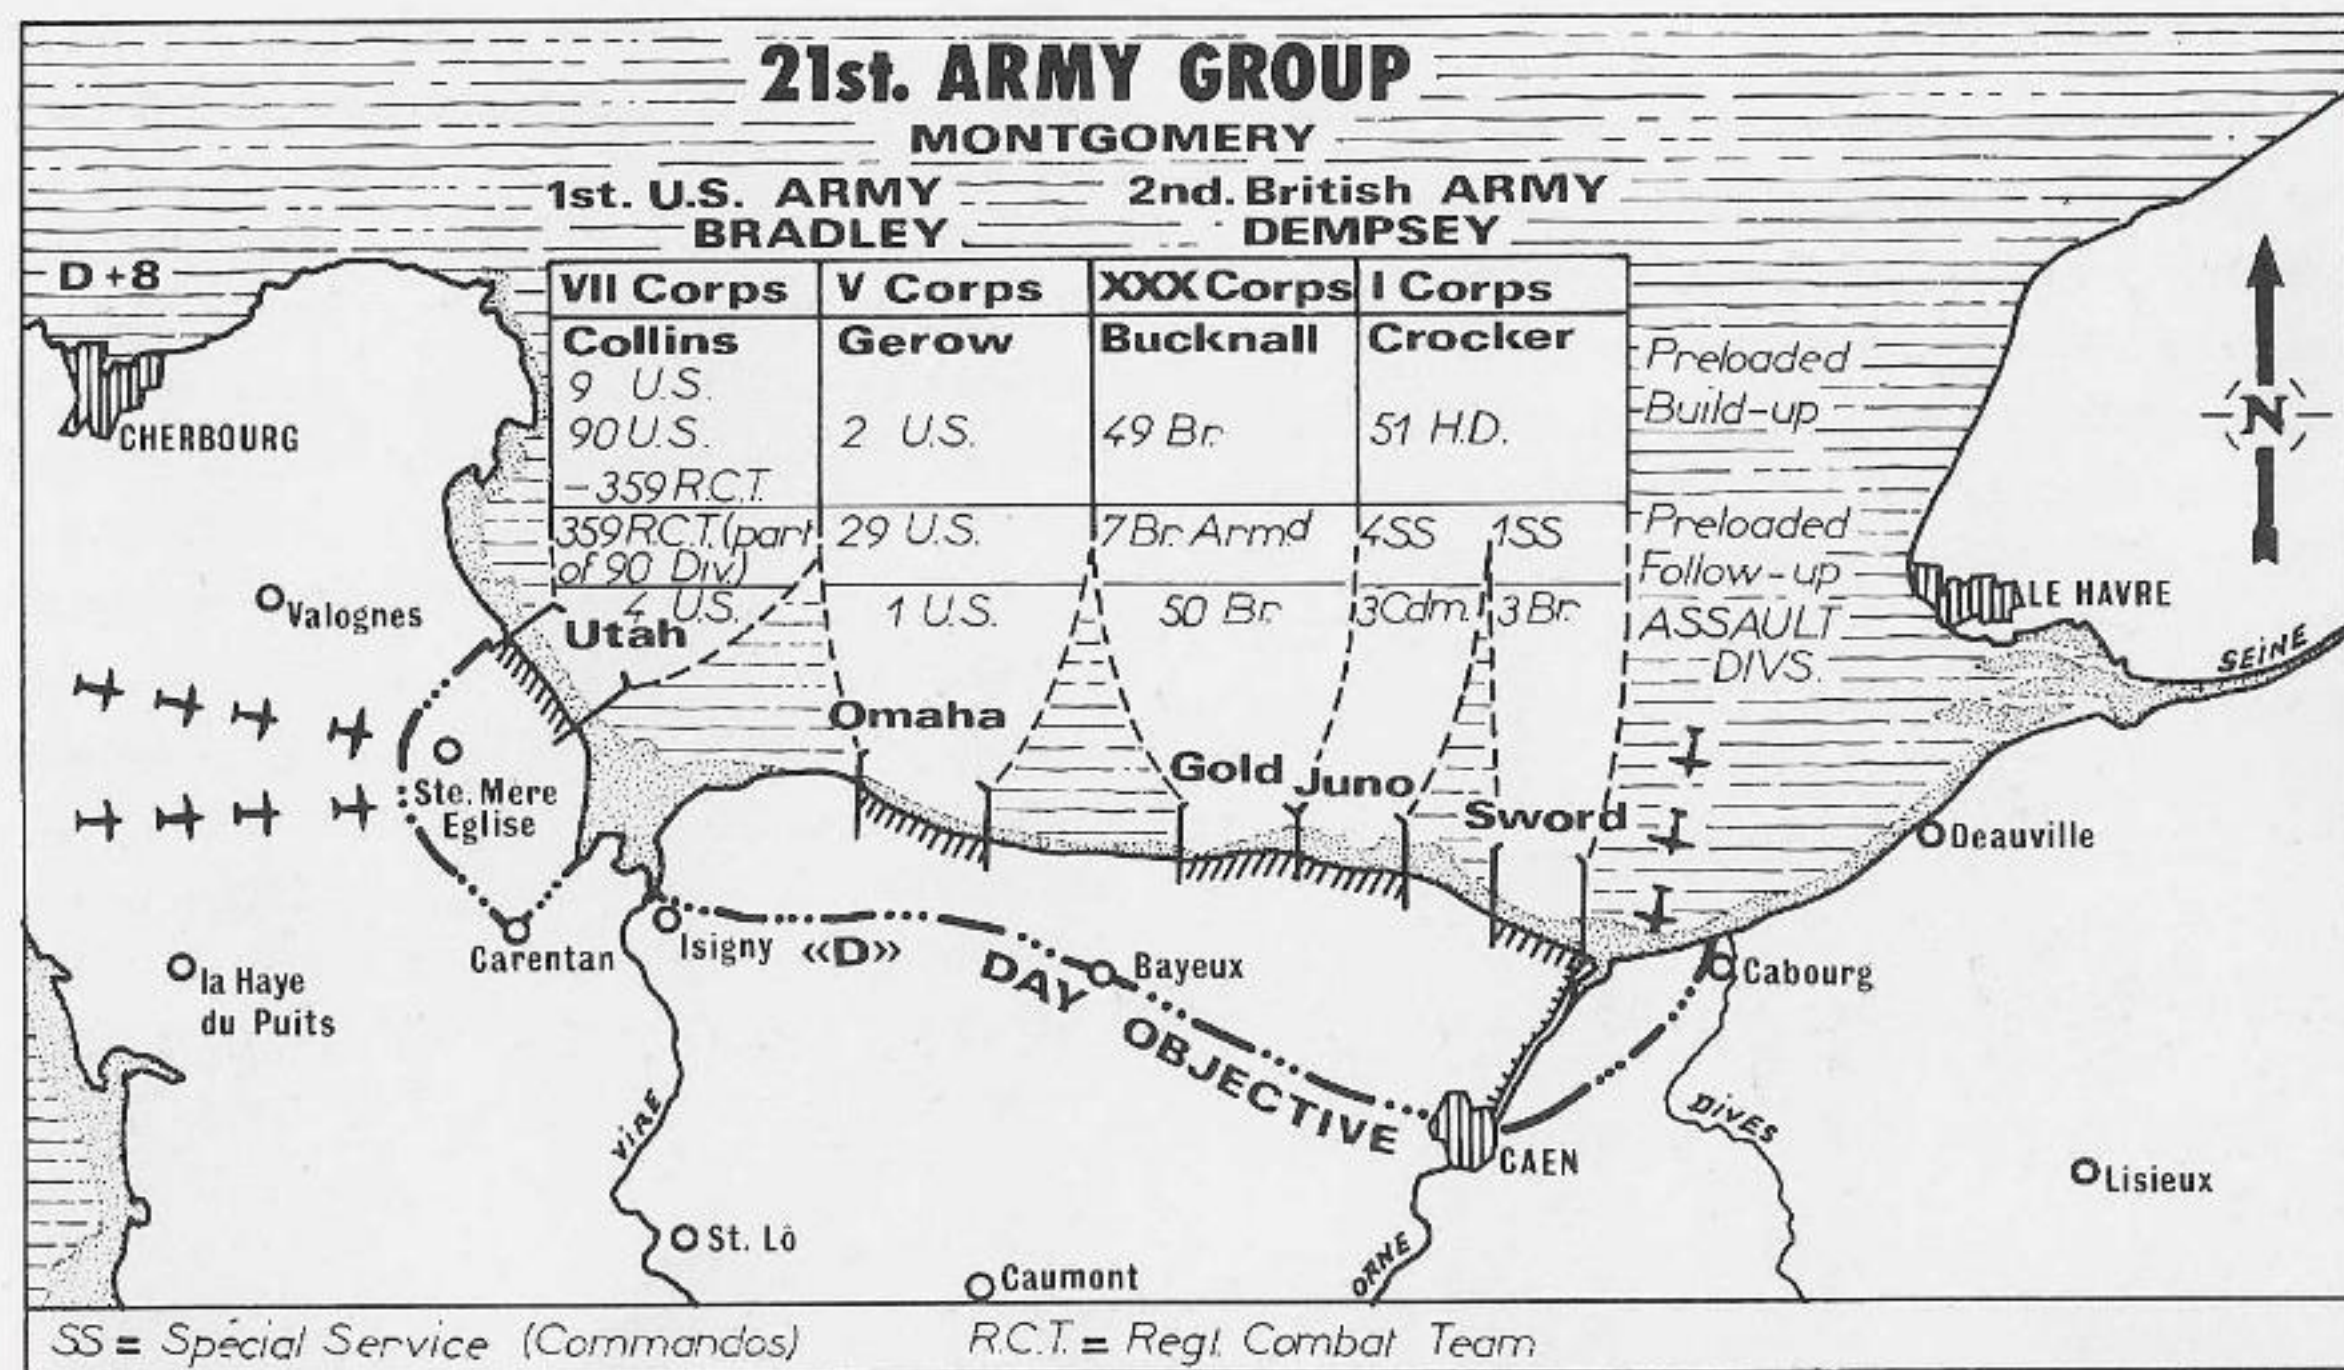 21st. ARMY GROUP
MONTGOMERY
1st. U.S. ARMY
BRADLEY
2nd. British ARMY
DEMPSEY
D+8
VII Corps
V Corps
XXX Corps
I Corps
Collins
Gerow
Bucknall
Crocker
9 U.S.
90 U.S.
-359 R.C.T.
2 U.S.
49 Br.
51 H.D.
Preloaded
Build-up
359 R.C.T. (part
of 90 Div.)
29 U.S.
7 Br. Armd
4SS
1SS
Preloaded
Follow-up
4 U.S.
1 U.S.
50 Br.
3Cdm.
3 Br.
ASSAULT
DIVS.
Utah
Omaha
Gold
Juno
Sword
CHERBOURG
N
Valognes
LE HAVRE
SEINE
Ste. Mere
Eglise
Deauville
Carentan
Isigny
«D»
DAY
OBJECTIVE
Bayeux
Cabourg
la Haye
du Puits
VIRE
DIVES
CAEN
Lisieux
St. Lô
Caumont
ORNE
SS = Spécial Service (Commandos)
R.C.T. = Regl. Combat Team